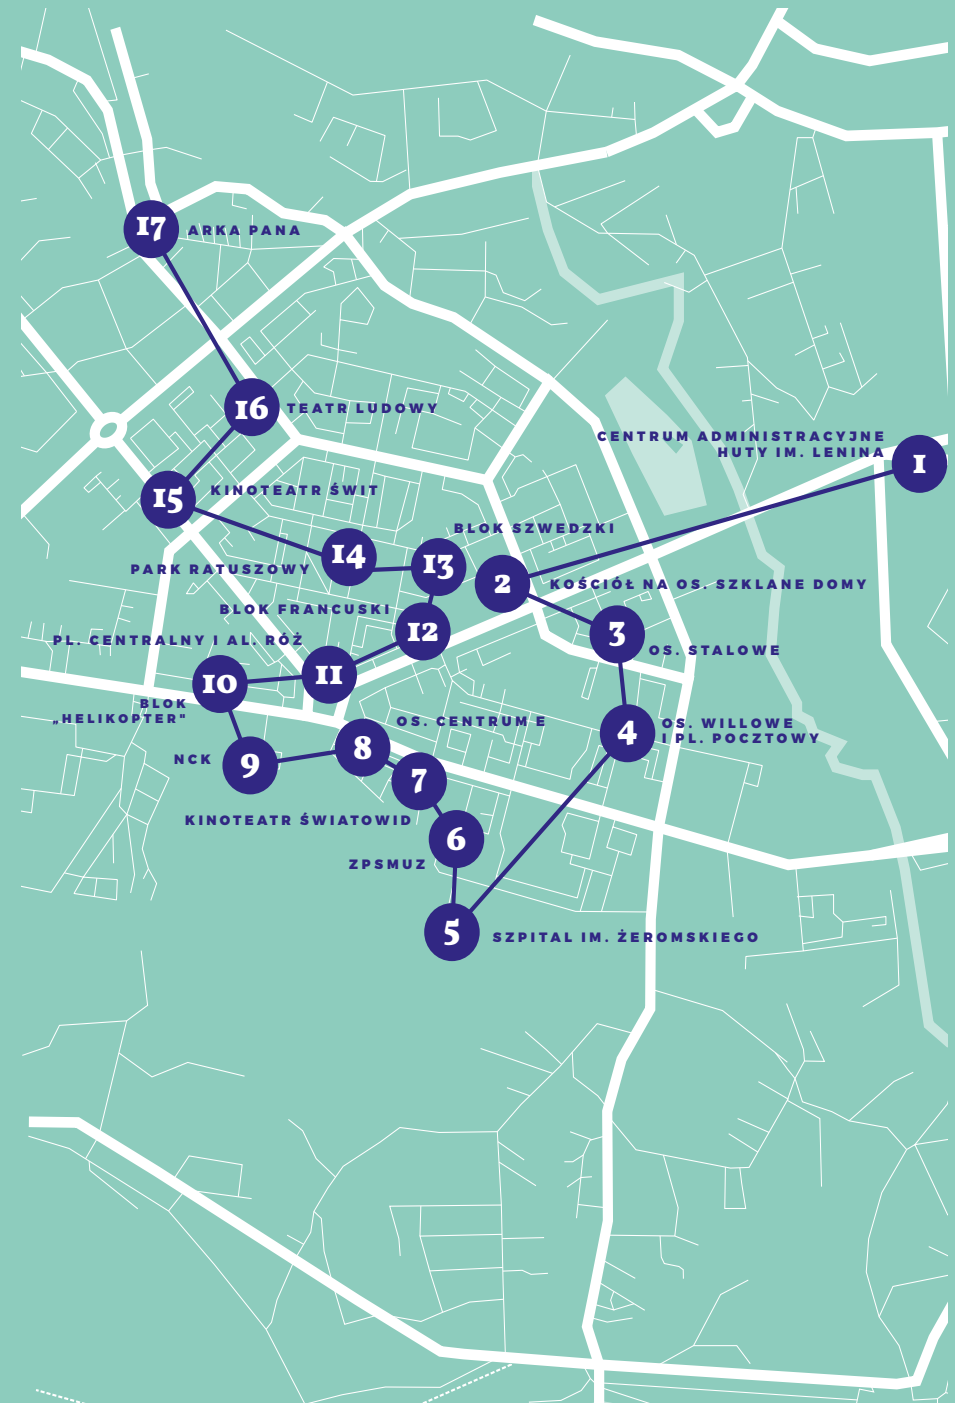 17
ARKA PANA
16
TEATR LUDOWY
CENTRUM ADMINISTRACYJNE
HUTY IM. LENINA
1
15
KINOTEATR ŚWIT
BLOK SZWEDZKI
14
13
PARK RATUSZOWY
2
KOŚCIÓŁ NA OS. SZKLANE DOMY
BLOK FRANCUSKI
12
3
OS. STALOWE
PL. CENTRALNY I AL. RÓŻ
11
10
BLOK
„HELIKOPTER"
OS. CENTRUM E
4
OS. WILLOWE
I PL. POCZTOWY
NCK
9
8
7
KINOTEATR ŚWIATOWID
6
ZPSMUZ
5
SZPITAL IM. ŻEROMSKIEGO